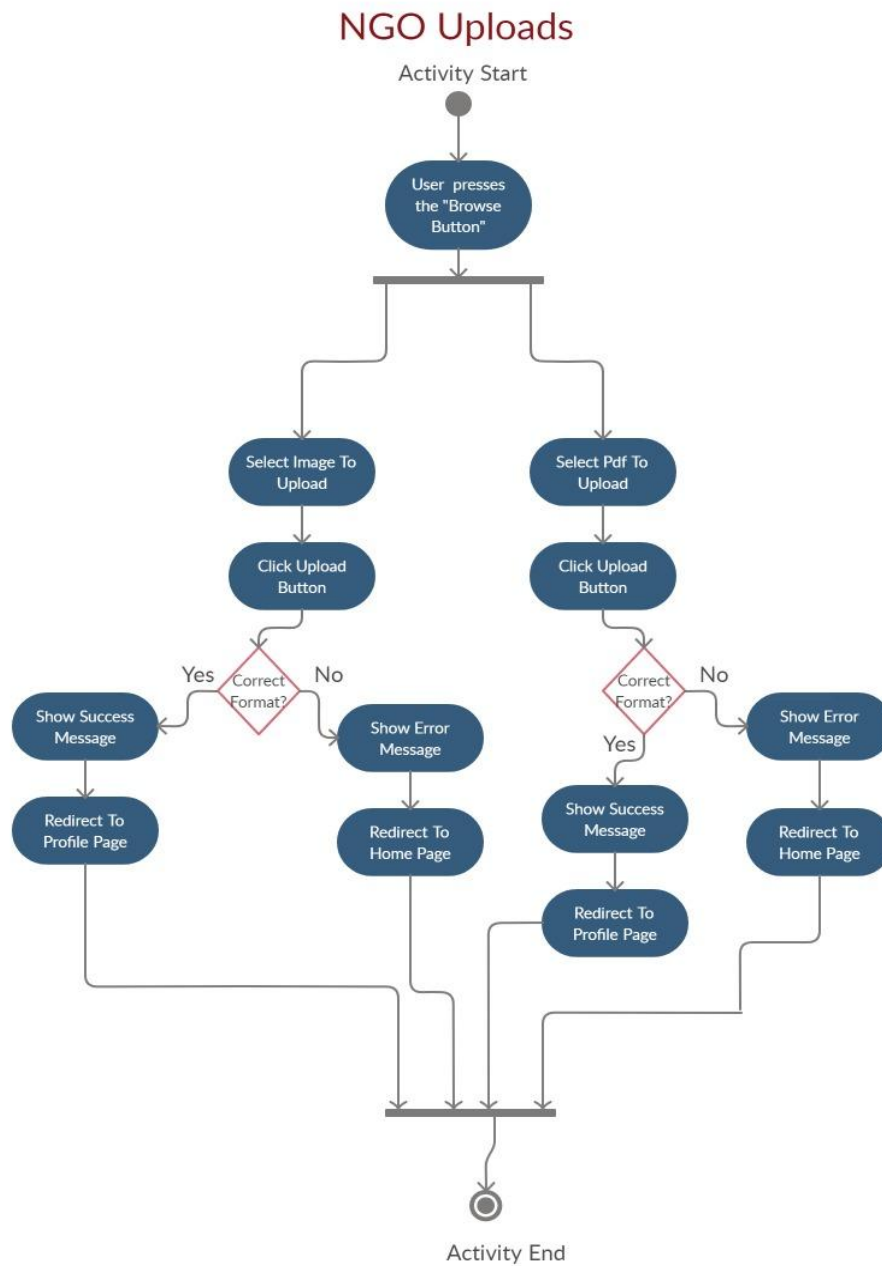 NGO Uploads
Activity Start
User presses
the "Browse
Button"
Select Image To
Upload
Select Pdf To
Upload
Click Upload
Button
Click Upload
Button
Yes
Correct
Format?
No
Correct
Format?
No
Yes
Show Success
Message
Show Error
Message
Show Error
Message
Show Success
Message
Redirect To
Profile Page
Redirect To
Home Page
Redirect To
Home Page
Redirect To
Profile Page
Activity End